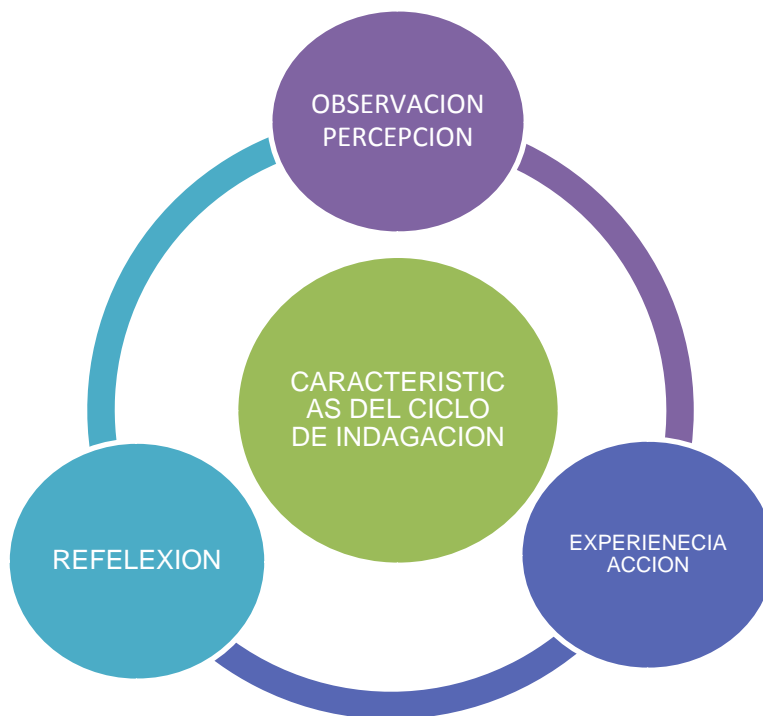 OBSERVACION
PERCEPCION
CARACTERISTIC
AS DEL CICLO
DE INDAGACION
REFELEXION
EXPERIENECIA
ACCION